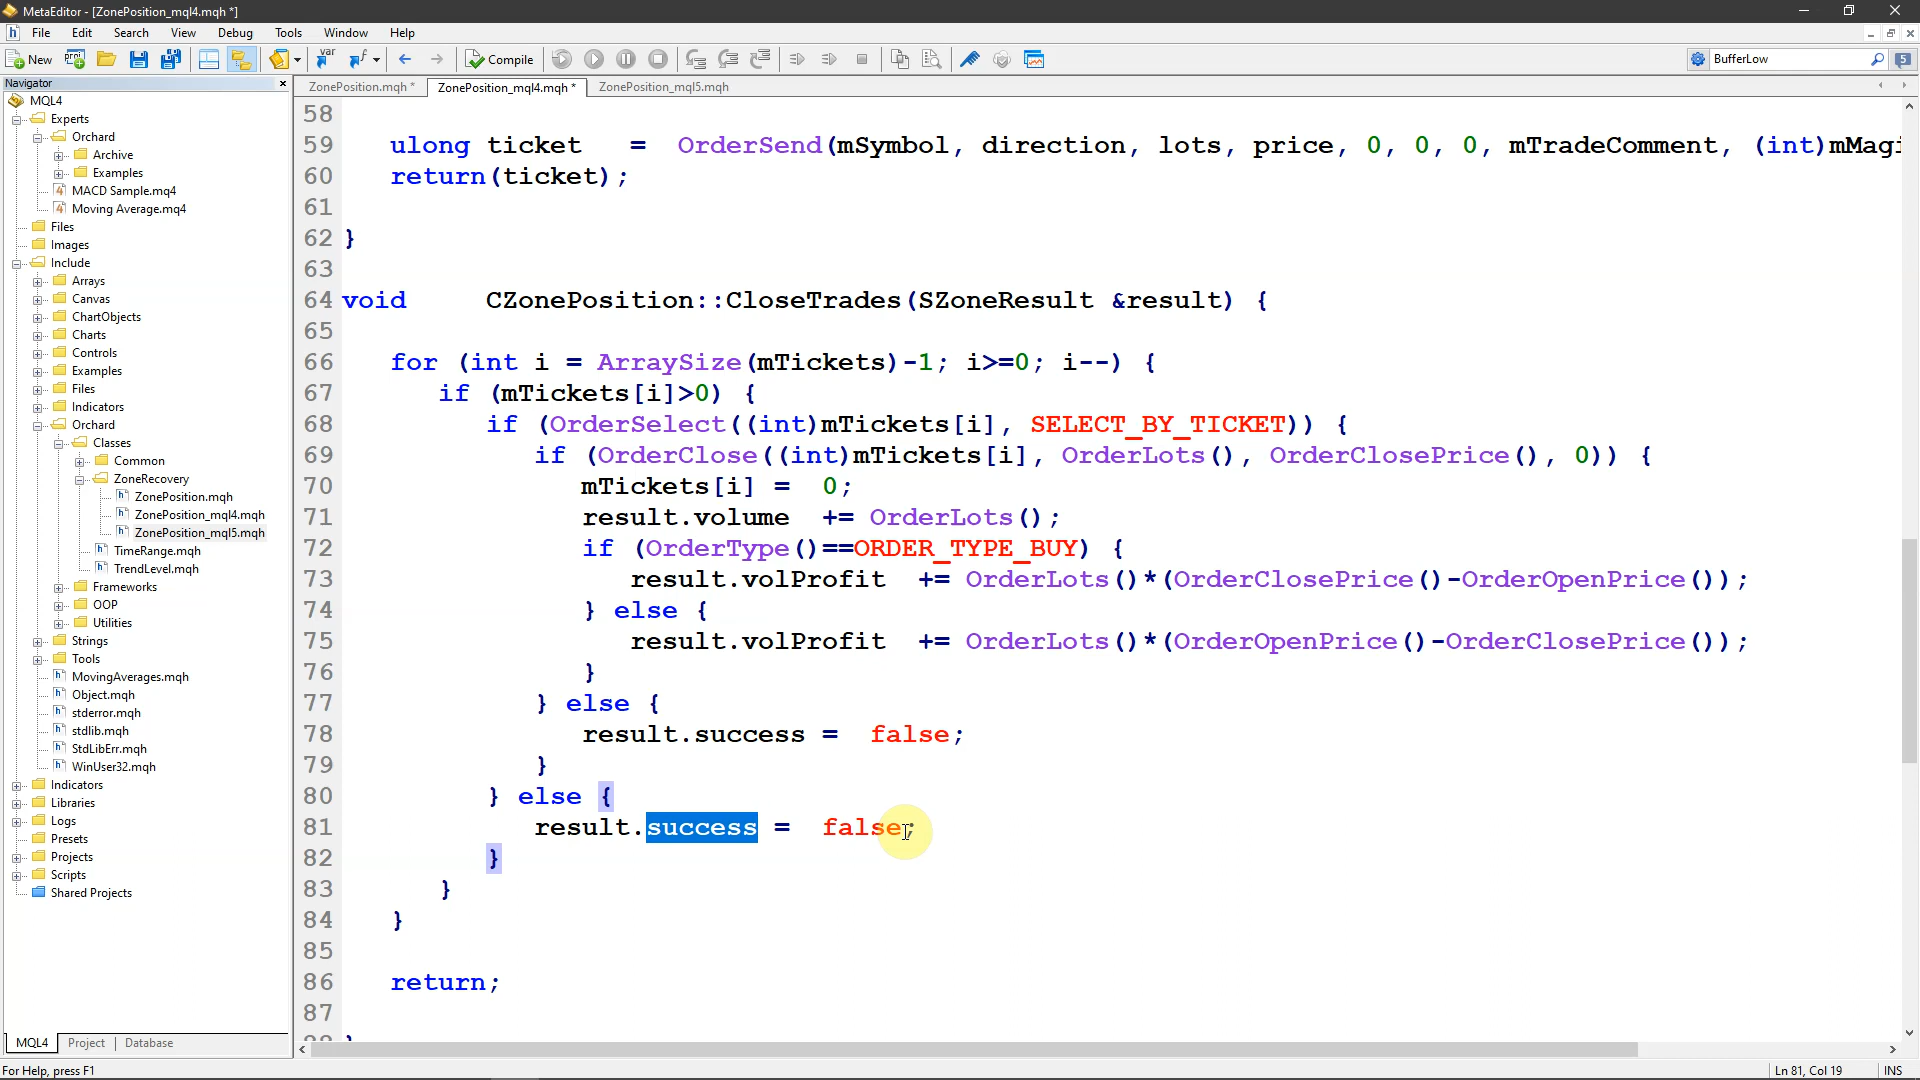 MetaEditor - [ZonePosition_mql4.mqh *]
File Edit Search View Debug Tools Window Help
New Compile BufferLow 5
Navigator
ZonePosition.mqh * ZonePosition_mql4.mqh * ZonePosition_mql5.mqh
MQL4
Experts
Orchard
Archive
Examples
MACD Sample.mq4
Moving Average.mq4
Files
Images
Include
Arrays
Canvas
ChartObjects
Charts
Controls
Examples
Files
Indicators
Orchard
Classes
Common
ZoneRecovery
ZonePosition.mqh
ZonePosition_mql4.mqh
ZonePosition_mql5.mqh
TimeRange.mqh
TrendLevel.mqh
Frameworks
OOP
Utilities
Strings
Tools
MovingAverages.mqh
Object.mqh
stderror.mqh
stdlib.mqh
StdLibErr.mqh
WinUser32.mqh
Indicators
Libraries
Logs
Presets
Projects
Scripts
Shared Projects
MQL4 Project Database
58
59 ulong ticket = OrderSend(mSymbol, direction, lots, price, 0, 0, 0, mTradeComment, (int)mMagi
60 return(ticket);
61
62 }
63
64 void CZonePosition::CloseTrades(SZoneResult &result) {
65
66 for (int i = ArraySize(mTickets)-1; i>=0; i--) {
67 if (mTickets[i]>0) {
68 if (OrderSelect((int)mTickets[i], SELECT_BY_TICKET)) {
69 if (OrderClose((int)mTickets[i], OrderLots(), OrderClosePrice(), 0)) {
70 mTickets[i] = 0;
71 result.volume += OrderLots();
72 if (OrderType()==ORDER_TYPE_BUY) {
73 result.volProfit += OrderLots()*(OrderClosePrice()-OrderOpenPrice());
74 } else {
75 result.volProfit += OrderLots()*(OrderOpenPrice()-OrderClosePrice());
76 }
77 } else {
78 result.success = false;
79 }
80 } else {
81 result.success = false;
82 }
83 }
84 }
85
86 return;
87
For Help, press F1 Ln 81, Col 19 INS